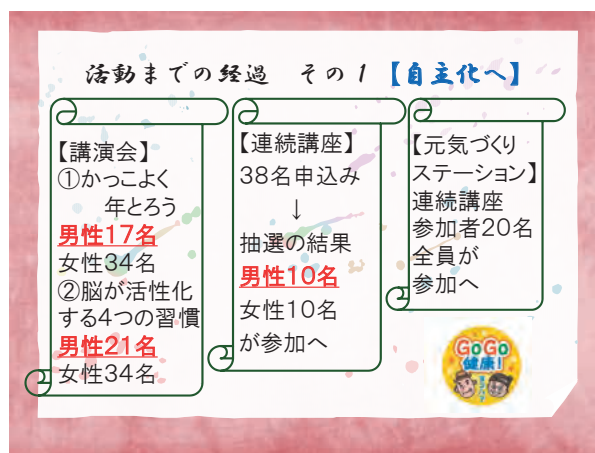 活動までの経過　その1【自主化へ】
【講演会】
①かっこよく
年とろう
男性17名
女性34名
②脳が活性化
する4つの習慣
男性21名
女性34名
【連続講座】
38名申込み
↓
抽選の結果
男性10名
女性10名
が参加へ
【元気づくり
ステーション】
連続講座
参加者20名
全員が
参加へ
GoGo
健康!